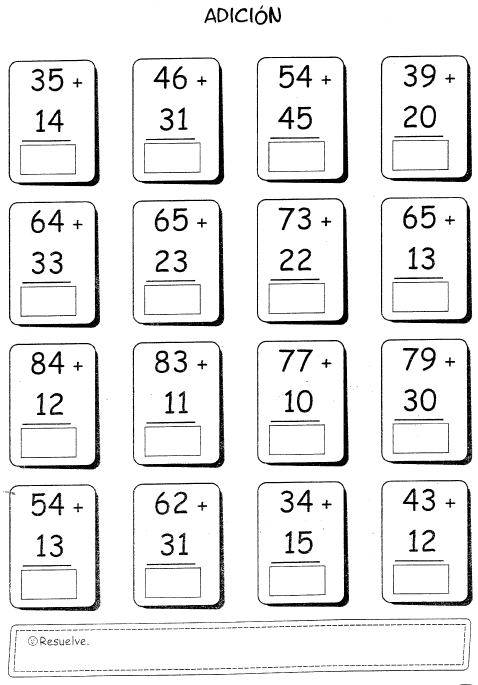 ADICIÓN
35 + 46 + 54 + 39 +
14 31 45 20
64 + 65 + 73 + 65 +
33 23 22 13
84 + 83 + 77 + 79 +
12 11 10 30
54 + 62 + 34 + 43 +
13 31 15 12
Resuelve.